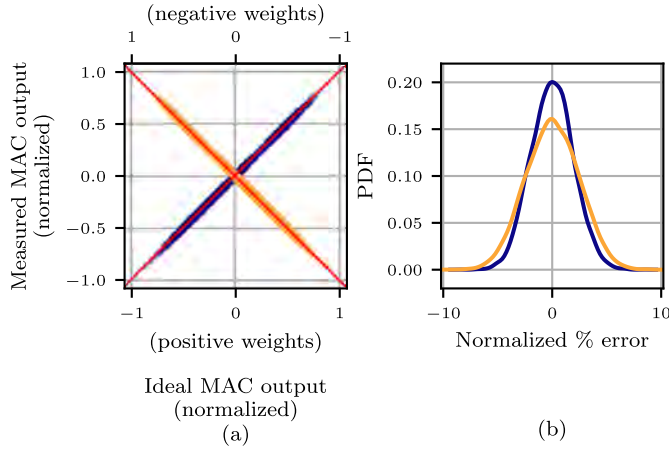 (negative weights)
1 0 −1
Measured MAC output
(normalized)
1.0
0.5
0.0
−0.5
−1.0
−1 0 1
(positive weights)
Ideal MAC output
(normalized)
(a)
PDF
0.20
0.15
0.10
0.05
0.00
−10 0 10
Normalized % error
(b)